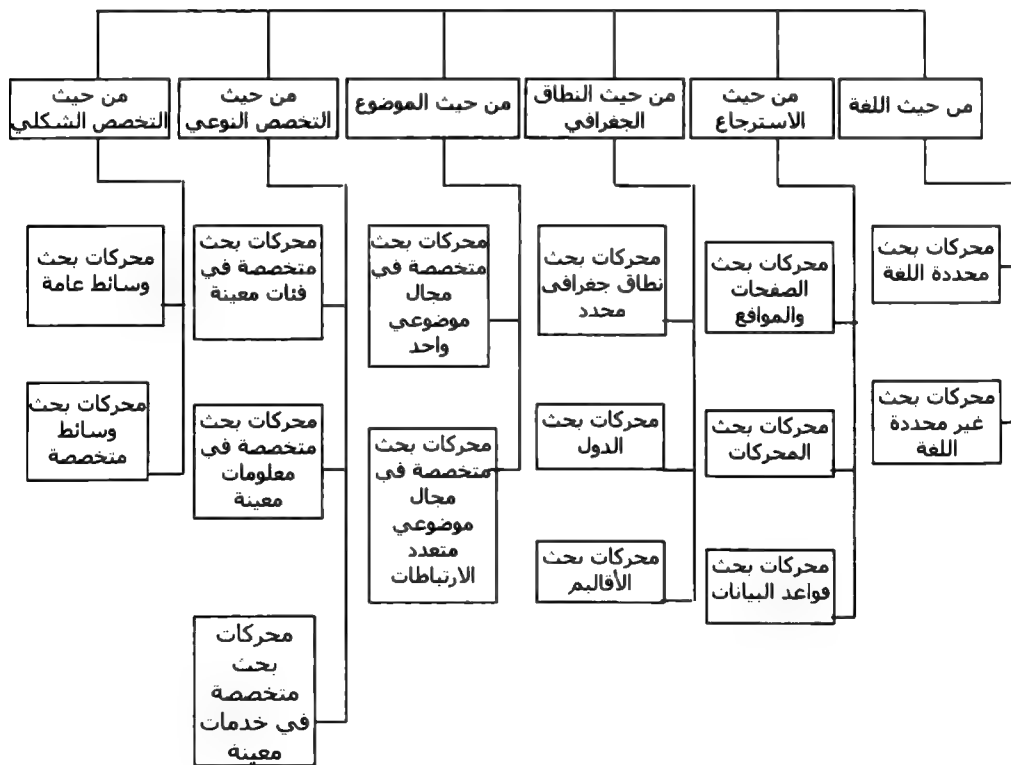 من حيث اللغة
من حيث
الاسترجاع
من حيث النطاق
الجغرافي
من حيث الموضوع
من حيث
التخصص النوعي
من حيث
التخصص الشكلي
محركات بحث
محددة اللغة
محركات بحث
غير محددة
اللغة
محركات بحث
الصفحات
والمواقع
محركات بحث
المحركات
محركات بحث
قواعد البيانات
محركات بحث
نطاق جغرافى
محدد
محركات بحث
الدول
محركات بحث
الأقاليم
محركات بحث
متخصصة في
مجال
موضوعي
واحد
محركات بحث
متخصصة في
مجال
موضوعي
متعدد
الارتباطات
محركات بحث
متخصصة في
فئات معينة
محركات بحث
متخصصة في
معلومات
معينة
محركات
بحث
متخصصة
في خدمات
معينة
محركات بحث
وسائط عامة
محركات بحث
وسائط
متخصصة